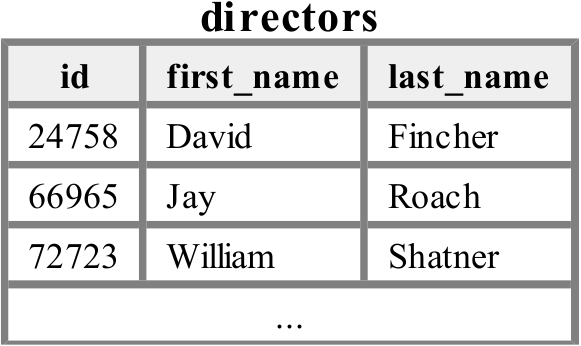 directors
id first_name last_name
24758 David Fincher
66965 Jay Roach
72723 William Shatner
...